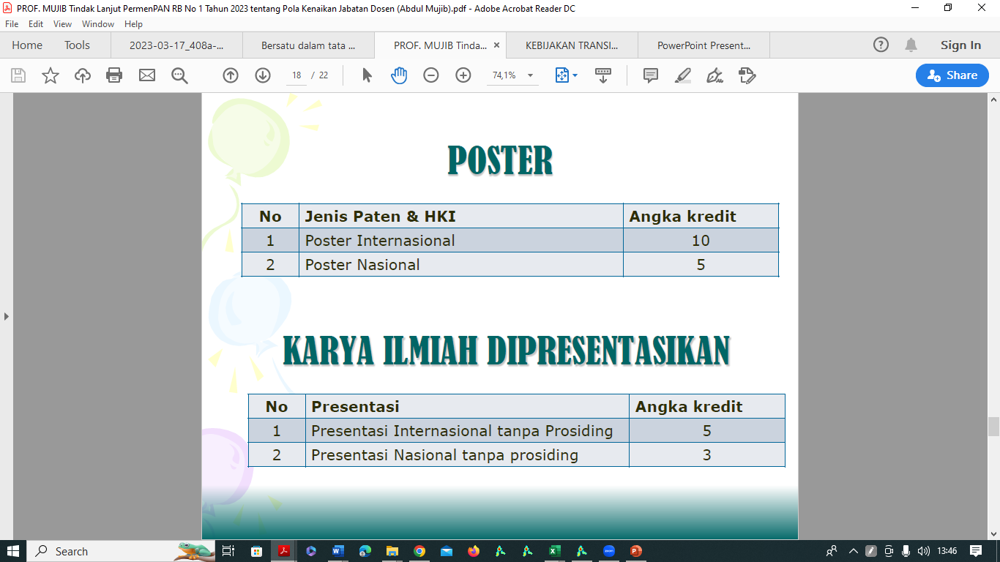 PROF. MUJIB Tindak Lanjut PermenPAN RB No 1 Tahun 2023 tentang Pola Kenaikan Jabatan Dosen (Abdul Mujib).pdf - Adobe Acrobat Reader DC
File Edit View Window Help
Home Tools 2023-03-17_408a-... Bersatu dalam tata ... PROF. MUJIB Tinda... × KEBIJAKAN TRANSI... PowerPoint Present... Sign In
18 / 22 74,1% Share
POSTER
No Jenis Paten & HKI Angka kredit
1 Poster Internasional 10
2 Poster Nasional 5
KARYA ILMIAH DIPRESENTASIKAN
No Presentasi Angka kredit
1 Presentasi Internasional tanpa Prosiding 5
2 Presentasi Nasional tanpa prosiding 3
Search 13:46